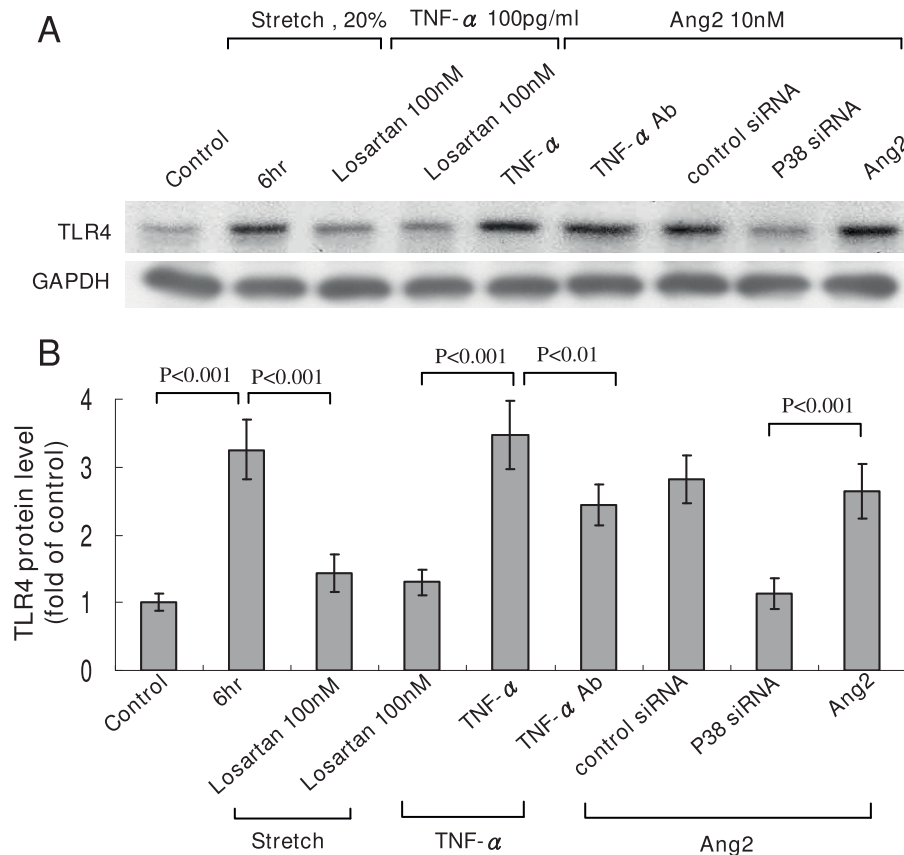 A
Stretch , 20%
TNF-α 100pg/ml
Ang2 10nM
Control
6hr
Losartan 100nM
Losartan 100nM
TNF-α
TNF-α Ab
control siRNA
P38 siRNA
Ang2
TLR4
GAPDH
B
P<0.001
P<0.001
P<0.001
P<0.01
P<0.001
TLR4 protein level
(fold of control)
4
3
2
1
0
Control
6hr
Losartan 100nM
Losartan 100nM
TNF-α
TNF-α Ab
control siRNA
P38 siRNA
Ang2
Stretch
TNF-α
Ang2